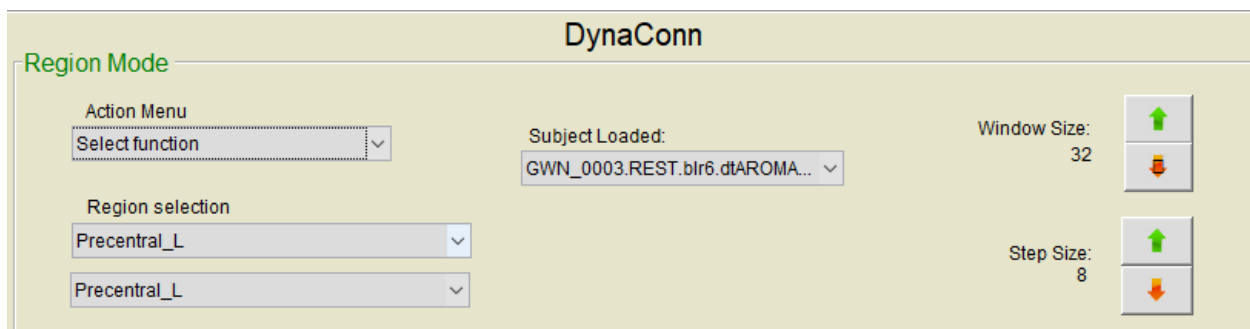 DynaConn
Region Mode
Action Menu
Select function
Subject Loaded:
GWN_0003.REST.blr6.dtAROMA...
Window Size:
32
Region selection
Precentral_L
Precentral_L
Step Size:
8